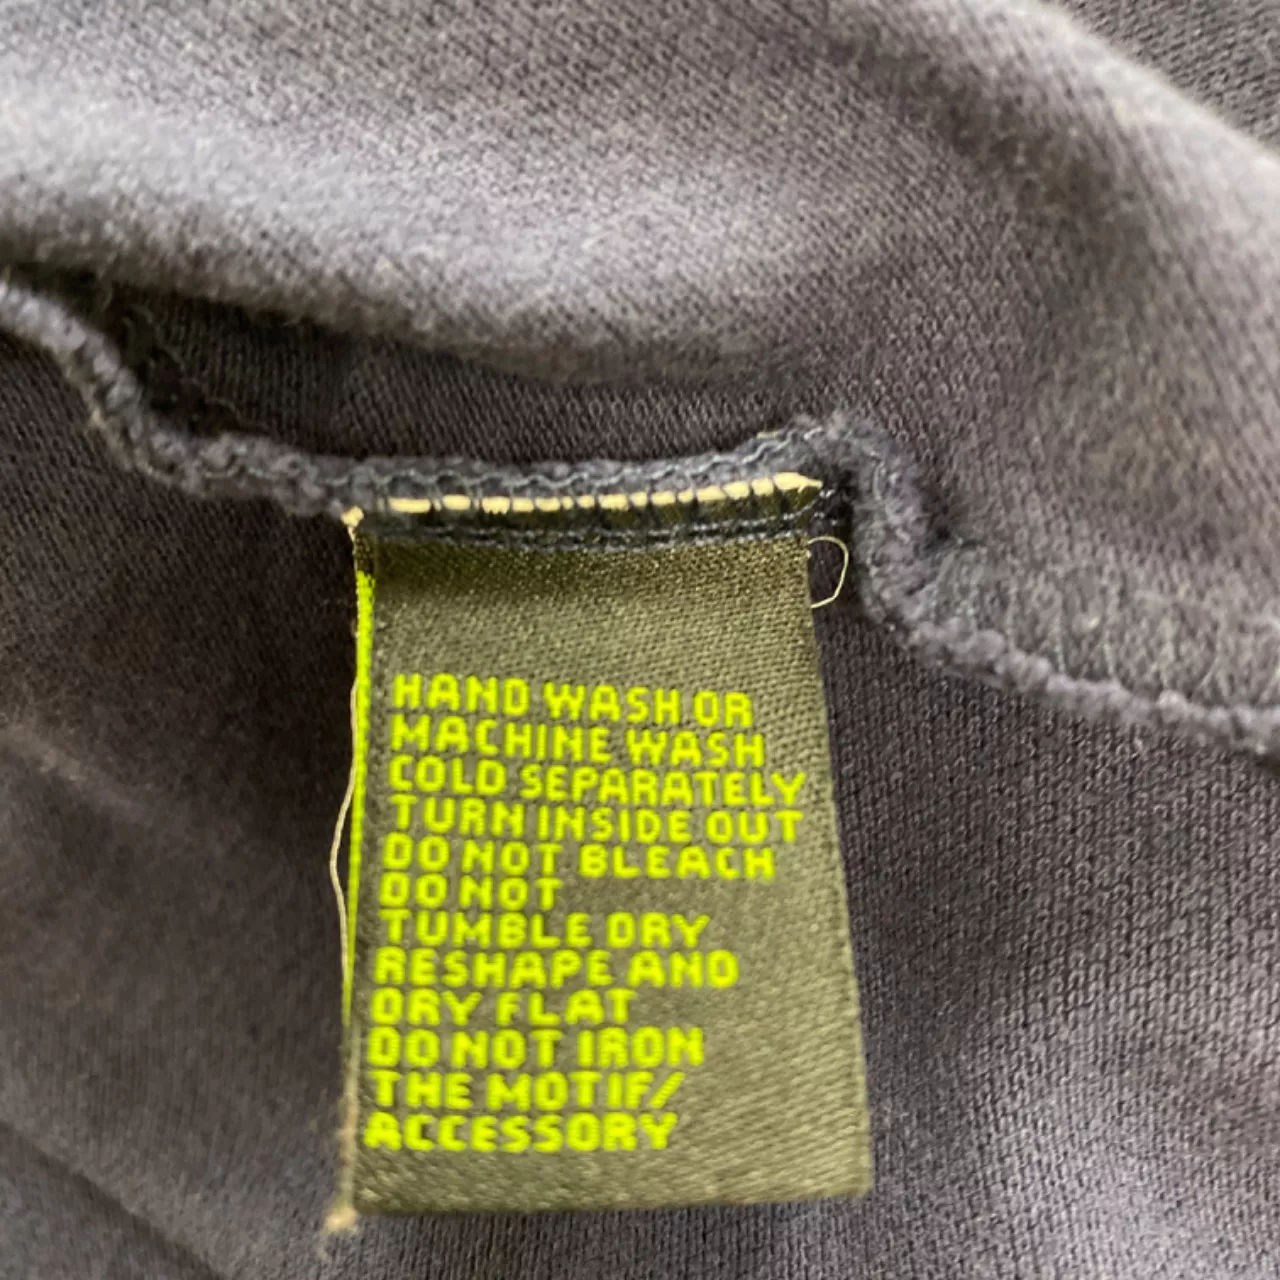 HAND WASH OR
MACHINE WASH
COLD SEPARATELY
TURN INSIDE OUT
DO NOT BLEACH
DO NOT
TUMBLE DRY
RESHAPE AND
DRY FLAT
DO NOT IRON
THE MOTIF/
ACCESSORY